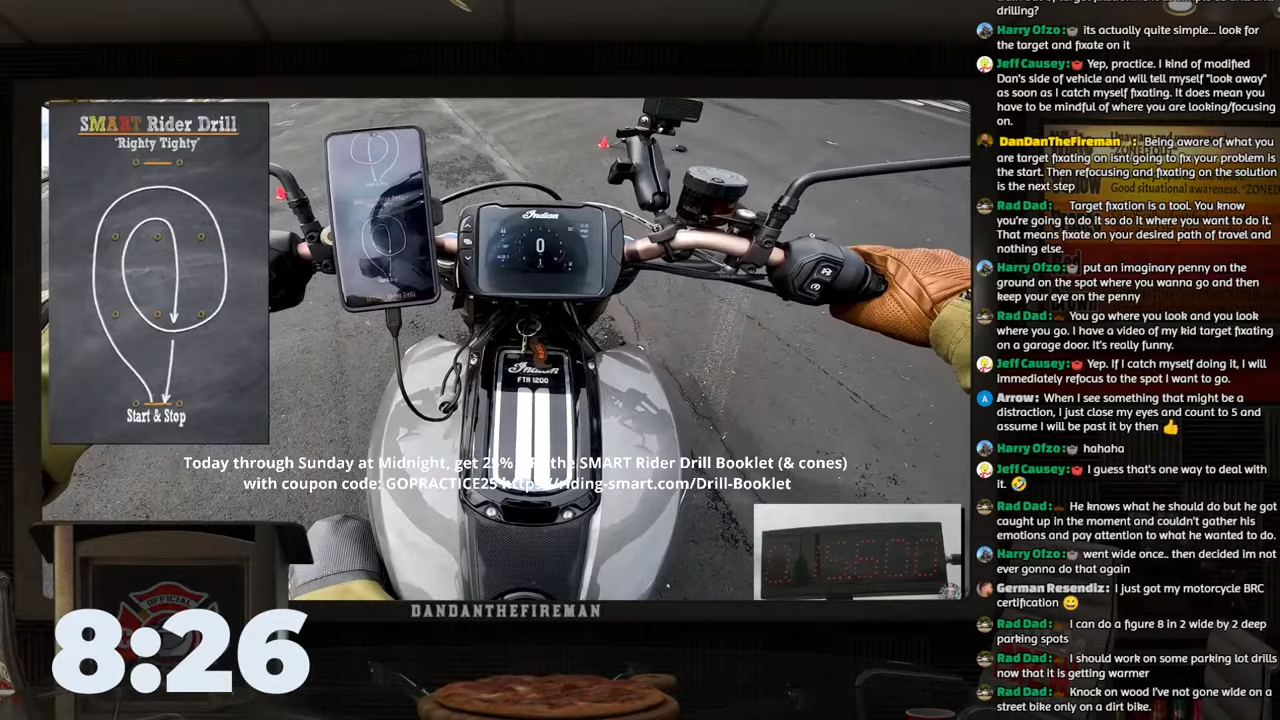 SMART Rider Drill
"Righty Tighty"
Start & Stop
Indian
0
Indian
FTR 1200
Today through Sunday at Midnight, get 25% the SMART Rider Drill Booklet (& cones)
with coupon code: GOPRACTICE25 https://riding-smart.com/Drill-Booklet
DANDANTHEFIREMAN
OFFICIAL
8:26
drilling?
Harry Ofzo: its actually quite simple... look for
the target and fixate on it
Jeff Causey: Yep, practice. I kind of modified
Dan's side of vehicle and will tell myself "look away"
as soon as I catch myself fixating. It does mean you
have to be mindful of where you are looking/focusing
on.
DanDanTheFireman : Being aware of what you
are target fixating on isnt going to fix your problem is
the start. Then refocusing and fixating on the solution
is the next step
Rad Dad: Target fixation is a tool. You know
you're going to do it so do it where you want to do it.
That means fixate on your desired path of travel and
nothing else.
Harry Ofzo: put an imaginary penny on the
ground on the spot where you wanna go and then
keep your eye on the penny
Rad Dad: You go where you look and you look
where you go. I have a video of my kid target fixating
on a garage door. It's really funny.
Jeff Causey: Yep. If I catch myself doing it, I will
immediately refocus to the spot I want to go.
A Arrow: When I see something that might be a
distraction, I just close my eyes and count to 5 and
assume I will be past it by then 👍
Harry Ofzo: hahaha
Jeff Causey: I guess that's one way to deal with
it. 🤣
Rad Dad: He knows what he should do but he got
caught up in the moment and couldn't gather his
emotions and pay attention to what he wanted to do.
Harry Ofzo: went wide once.. then decided im not
ever gonna do that again
German Resendiz: I just got my motorcycle BRC
certification 😀
Rad Dad: I can do a figure 8 in 2 wide by 2 deep
parking spots
Rad Dad: I should work on some parking lot drills
now that it is getting warmer
Rad Dad: Knock on wood I've not gone wide on a
street bike only on a dirt bike.